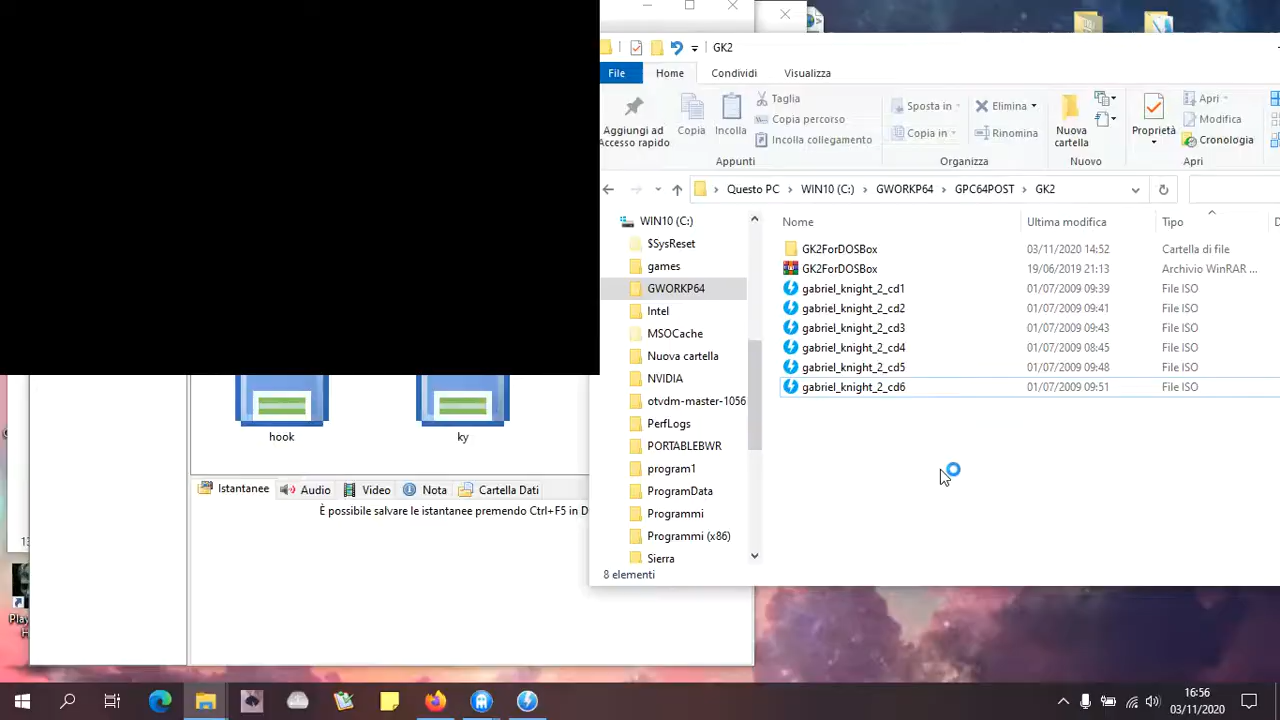 GK2
File Home Condividi Visualizza
Aggiungi ad
Accesso rapido
Copia
Incolla
Taglia
Copia percorso
Incolla collegamento
Appunti
Sposta in
Copia in
Elimina
Rinomina
Organizza
Nuova
cartella
Nuovo
Proprietà
Apri
Modifica
Cronologia
Apri
Questo PC WIN10 (C:) GWORKP64 GPC64POST GK2
WIN10 (C:)
$SysReset
games
GWORKP64
Intel
MSOCache
Nuova cartella
NVIDIA
otvdm-master-1056
PerfLogs
PORTABLEBWR
program1
ProgramData
Programmi
Programmi (x86)
Sierra
Nome Ultima modifica Tipo
GK2ForDOSBox 03/11/2020 14:52 Cartella di file
GK2ForDOSBox 19/06/2019 21:13 Archivio WinRAR ...
gabriel_knight_2_cd1 01/07/2009 09:39 File ISO
gabriel_knight_2_cd2 01/07/2009 09:41 File ISO
gabriel_knight_2_cd3 01/07/2009 09:43 File ISO
gabriel_knight_2_cd4 01/07/2009 08:45 File ISO
gabriel_knight_2_cd5 01/07/2009 09:48 File ISO
gabriel_knight_2_cd6 01/07/2009 09:51 File ISO
8 elementi
hook ky
Istantanee Audio Video Nota Cartella Dati
È possibile salvare le istantanee premendo Ctrl+F5 in D
13
Play
H
16:56
03/11/2020